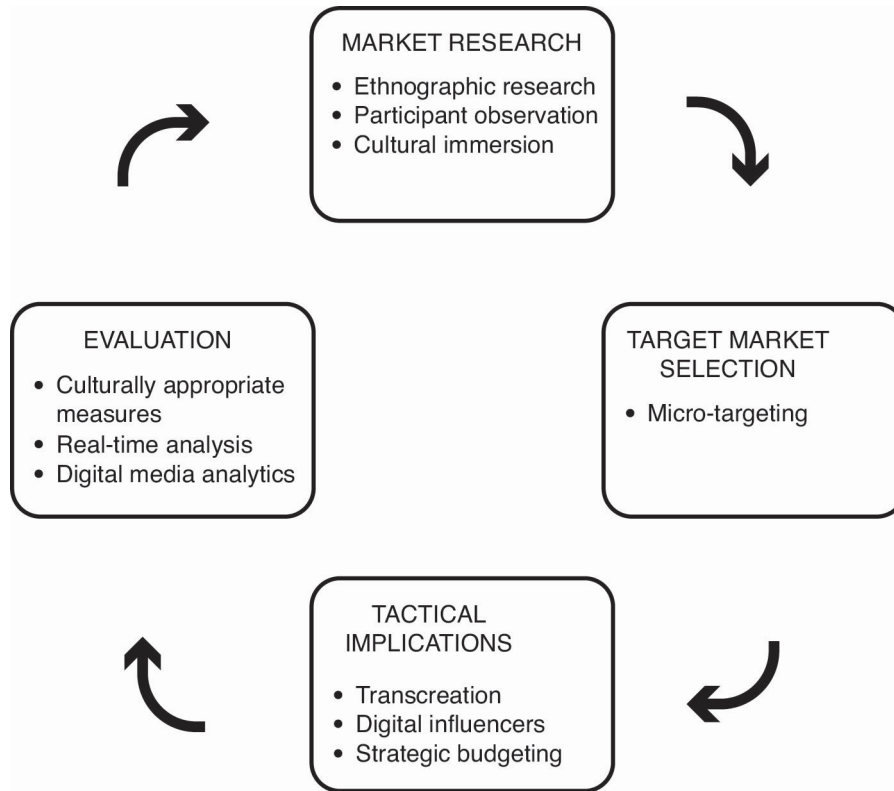 MARKET RESEARCH
• Ethnographic research
• Participant observation
• Cultural immersion
TARGET MARKET
SELECTION
• Micro-targeting
TACTICAL
IMPLICATIONS
• Transcreation
• Digital influencers
• Strategic budgeting
EVALUATION
• Culturally appropriate
measures
• Real-time analysis
• Digital media analytics